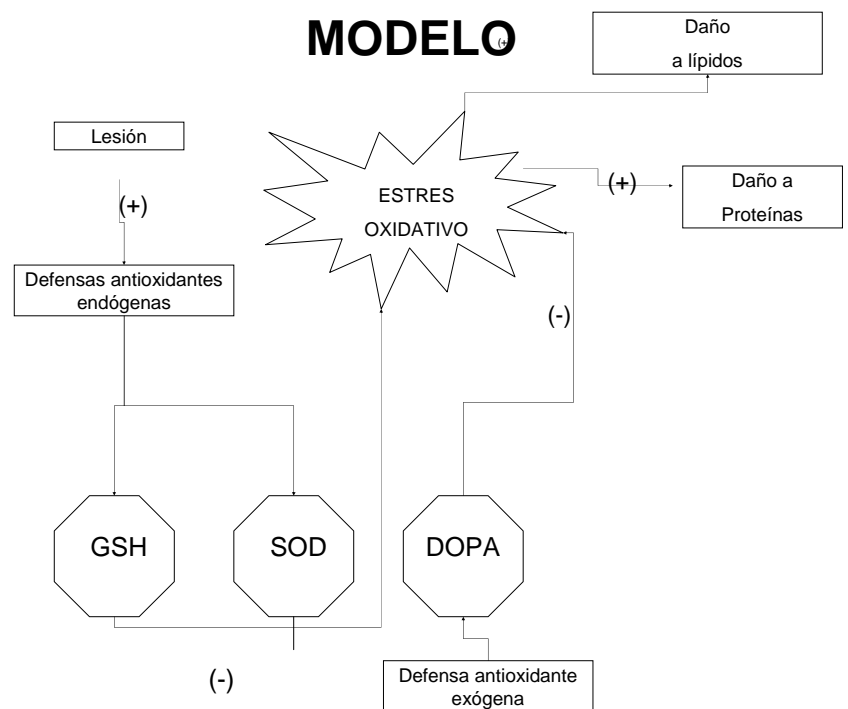 MODELO
(+)
Daño
a lípidos
Lesión
ESTRES
OXIDATIVO
(+)
Daño a
Proteínas
(+)
Defensas antioxidantes
endógenas
(-)
GSH
SOD
DOPA
(-)
Defensa antioxidante
exógena